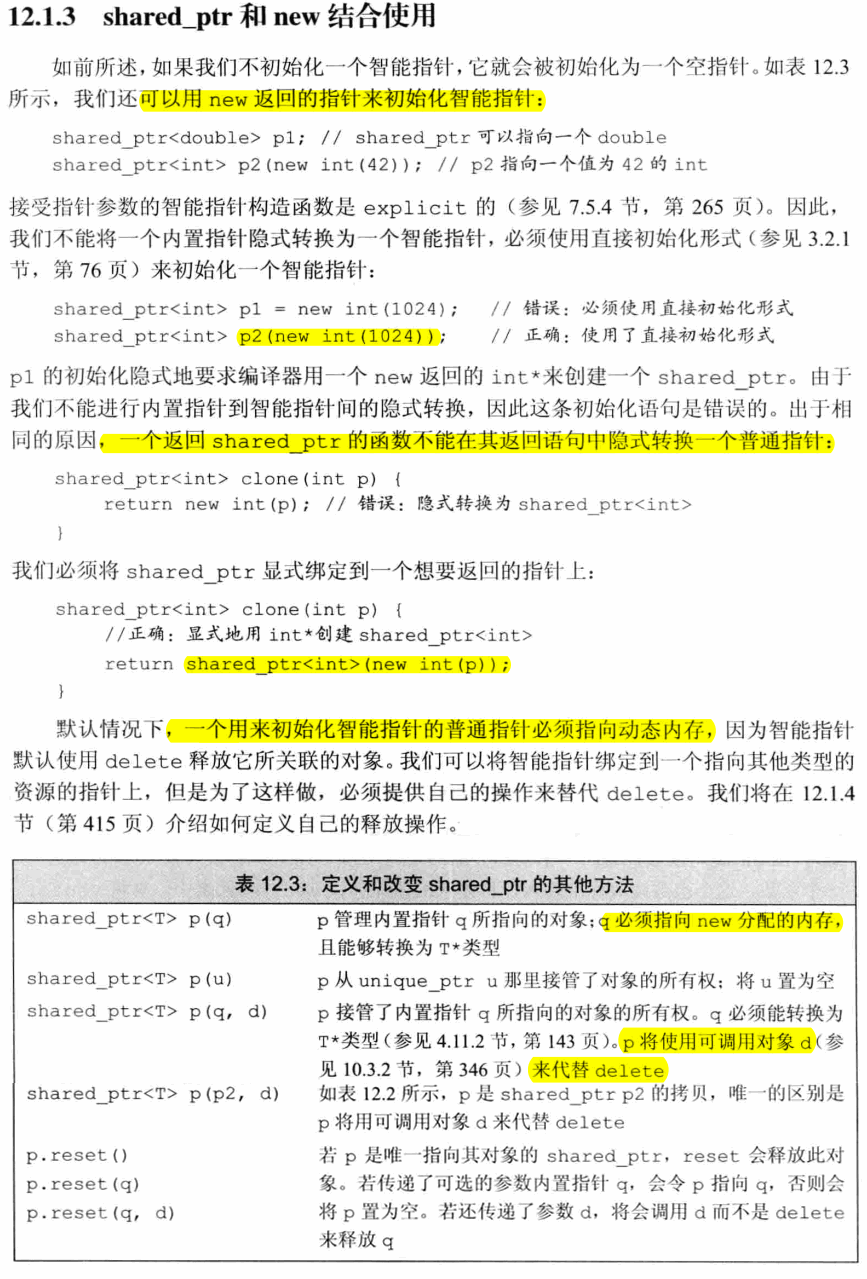 12.1.3 shared_ptr 和 new 结合使用
如前所述，如果我们不初始化一个智能指针，它就会被初始化为一个空指针。如表 12.3
所示，我们还可以用 new 返回的指针来初始化智能指针：
shared_ptr<double> p1; // shared_ptr 可以指向一个 double
shared_ptr<int> p2(new int(42)); // p2 指向一个值为 42 的 int
接受指针参数的智能指针构造函数是 explicit 的（参见 7.5.4 节，第 265 页）。因此，
我们不能将一个内置指针隐式转换为一个智能指针，必须使用直接初始化形式（参见 3.2.1
节，第 76 页）来初始化一个智能指针：
shared_ptr<int> p1 = new int(1024); // 错误：必须使用直接初始化形式
shared_ptr<int> p2(new int(1024)); // 正确：使用了直接初始化形式
p1 的初始化隐式地要求编译器用一个 new 返回的 int*来创建一个 shared_ptr。由于
我们不能进行内置指针到智能指针间的隐式转换，因此这条初始化语句是错误的。出于相
同的原因，一个返回 shared_ptr 的函数不能在其返回语句中隐式转换一个普通指针：
shared_ptr<int> clone(int p) {
return new int(p); // 错误：隐式转换为 shared_ptr<int>
}
我们必须将 shared_ptr 显式绑定到一个想要返回的指针上：
shared_ptr<int> clone(int p) {
//正确：显式地用 int*创建 shared_ptr<int>
return shared_ptr<int>(new int(p));
}
默认情况下，一个用来初始化智能指针的普通指针必须指向动态内存，因为智能指针
默认使用 delete 释放它所关联的对象。我们可以将智能指针绑定到一个指向其他类型的
资源的指针上，但是为了这样做，必须提供自己的操作来替代 delete。我们将在 12.1.4
节（第 415 页）介绍如何定义自己的释放操作。
表 12.3：定义和改变 shared_ptr 的其他方法
shared_ptr<T> p(q) p 管理内置指针 q 所指向的对象；q 必须指向 new 分配的内存，
且能够转换为 T*类型
shared_ptr<T> p(u) p 从 unique_ptr u 那里接管了对象的所有权；将 u 置为空
shared_ptr<T> p(q, d) p 接管了内置指针 q 所指向的对象的所有权。q 必须能转换为
T*类型（参见 4.11.2 节，第 143 页）。p 将使用可调用对象 d（参
见 10.3.2 节，第 346 页）来代替 delete
shared_ptr<T> p(p2, d) 如表 12.2 所示，p 是 shared_ptr p2 的拷贝，唯一的区别是
p 将用可调用对象 d 来代替 delete
p.reset() 若 p 是唯一指向其对象的 shared_ptr，reset 会释放此对
p.reset(q) 象。若传递了可选的参数内置指针 q，会令 p 指向 q，否则会
p.reset(q, d) 将 p 置为空。若还传递了参数 d，将会调用 d 而不是 delete
来释放 q